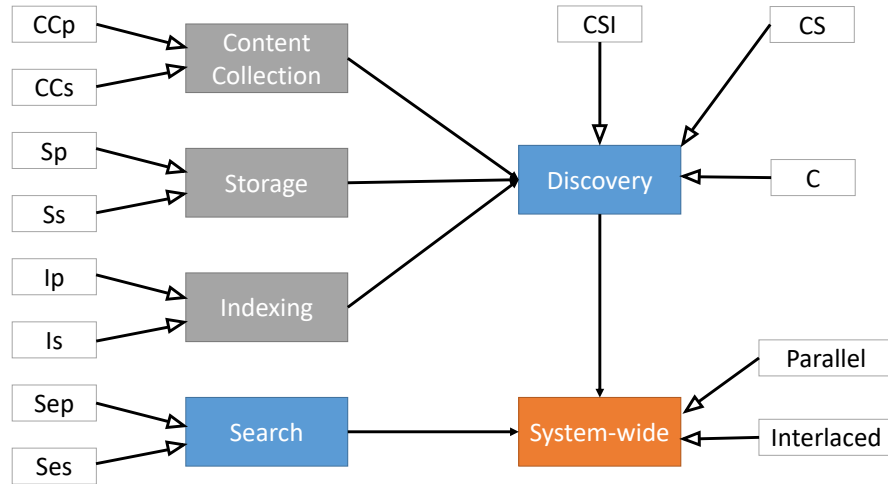 CCp
Content
Collection
CSI
CS
CCs
Sp
Storage
Discovery
C
Ss
Ip
Indexing
Is
Parallel
Sep
Search
System-wide
Interlaced
Ses